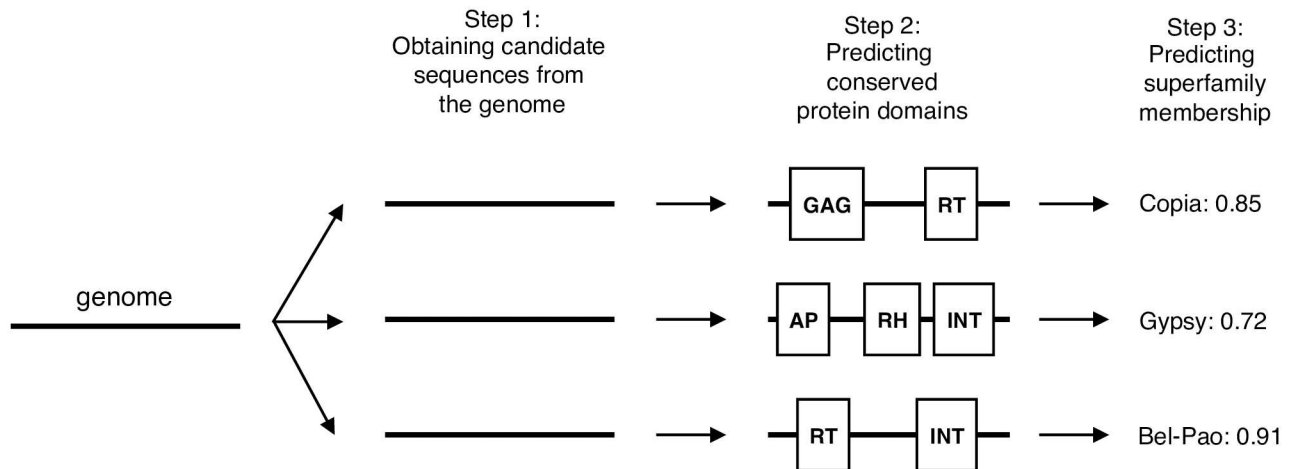 Step 1:
Obtaining candidate
sequences from
the genome
Step 2:
Predicting
conserved
protein domains
Step 3:
Predicting
superfamily
membership
genome
GAG RT
Copia: 0.85
AP RH INT
Gypsy: 0.72
RT INT
Bel-Pao: 0.91